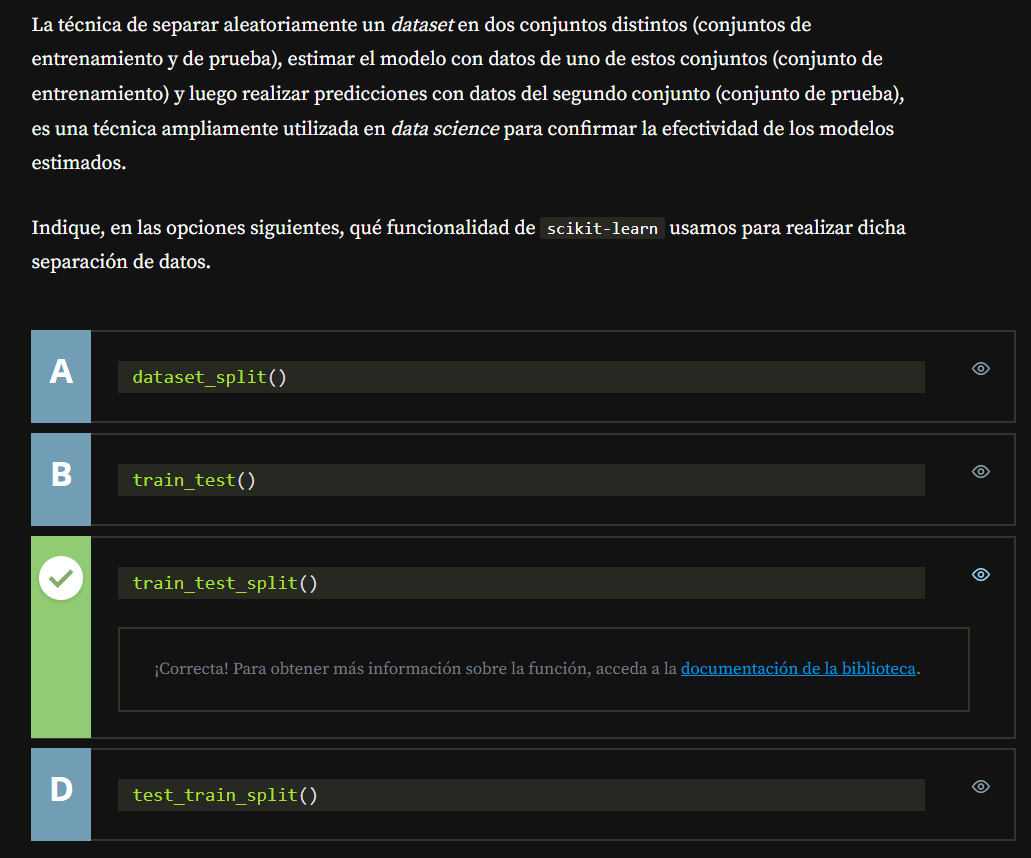 La técnica de separar aleatoriamente un dataset en dos conjuntos distintos (conjuntos de
entrenamiento y de prueba), estimar el modelo con datos de uno de estos conjuntos (conjunto de
entrenamiento) y luego realizar predicciones con datos del segundo conjunto (conjunto de prueba),
es una técnica ampliamente utilizada en data science para confirmar la efectividad de los modelos
estimados.
Indique, en las opciones siguientes, qué funcionalidad de scikit-learn usamos para realizar dicha
separación de datos.
A
dataset_split()
B
train_test()
train_test_split()
¡Correcta! Para obtener más información sobre la función, acceda a la documentación de la biblioteca.
D
test_train_split()